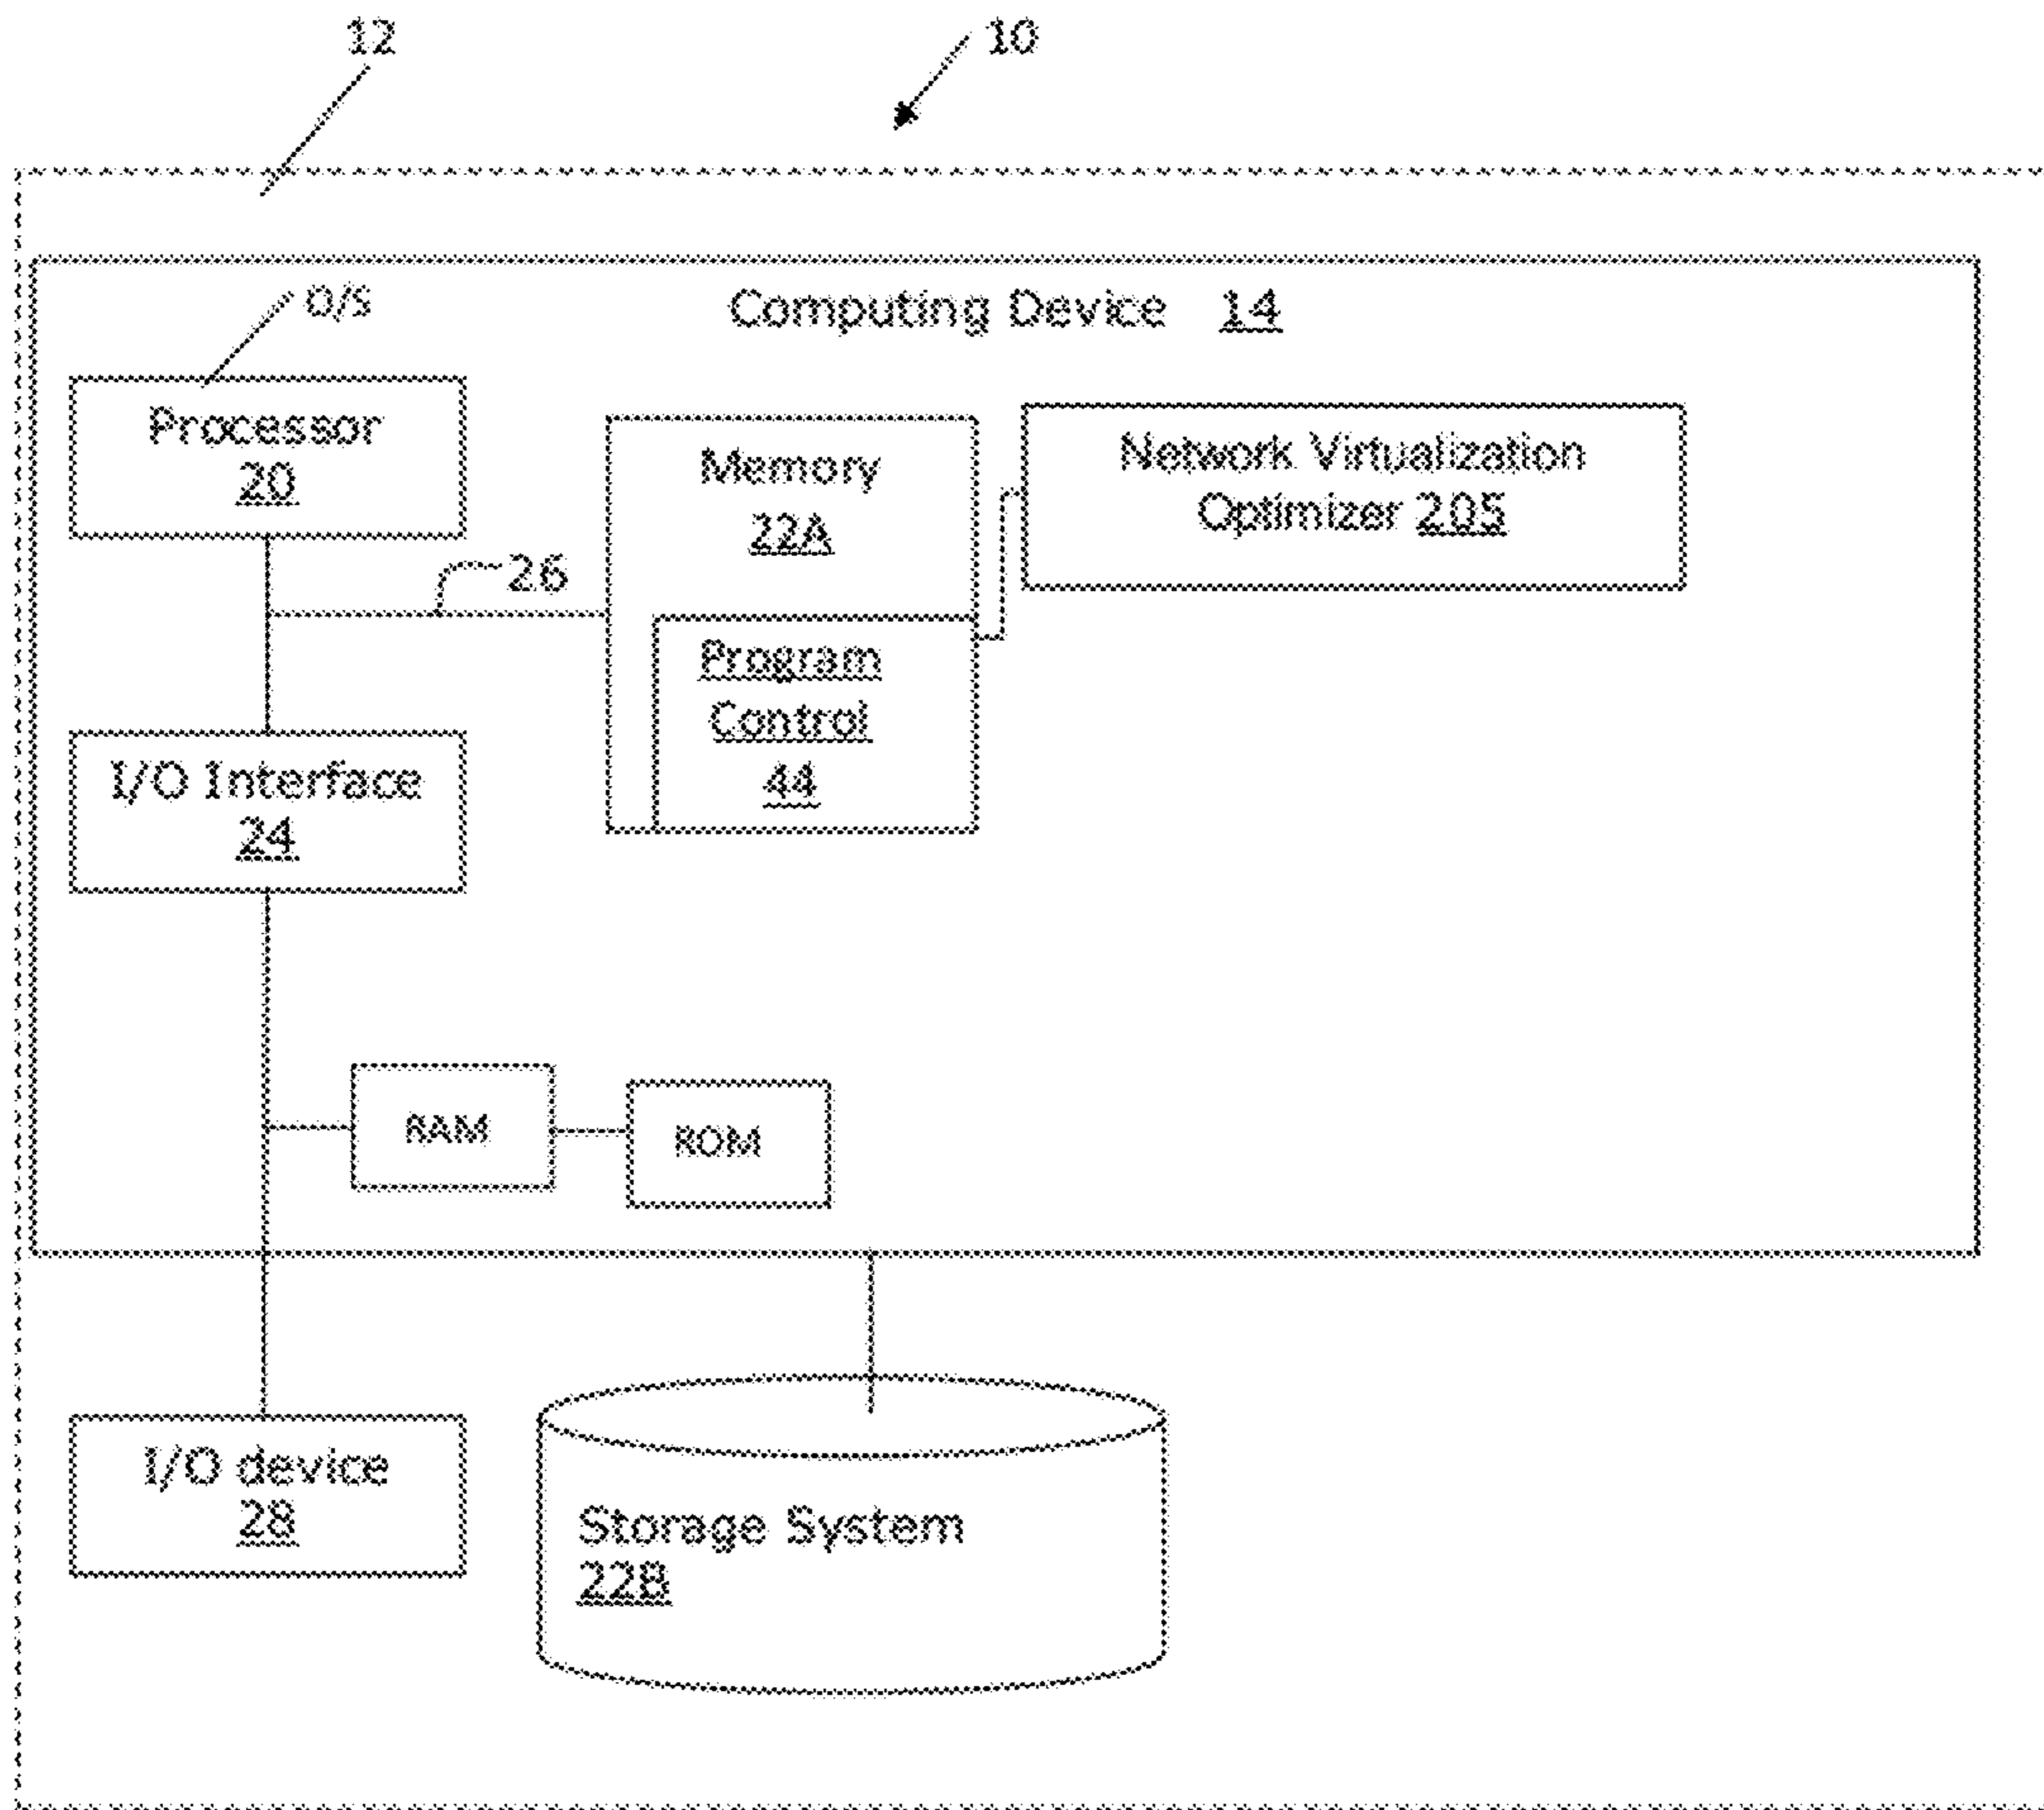 12
10
O/S
Computing Device 14
Processor
20
Memory
22A
Network Virtualization
Optimizer 205
26
Program
Control
44
I/O Interface
24
RAM
ROM
I/O device
28
Storage System
22B